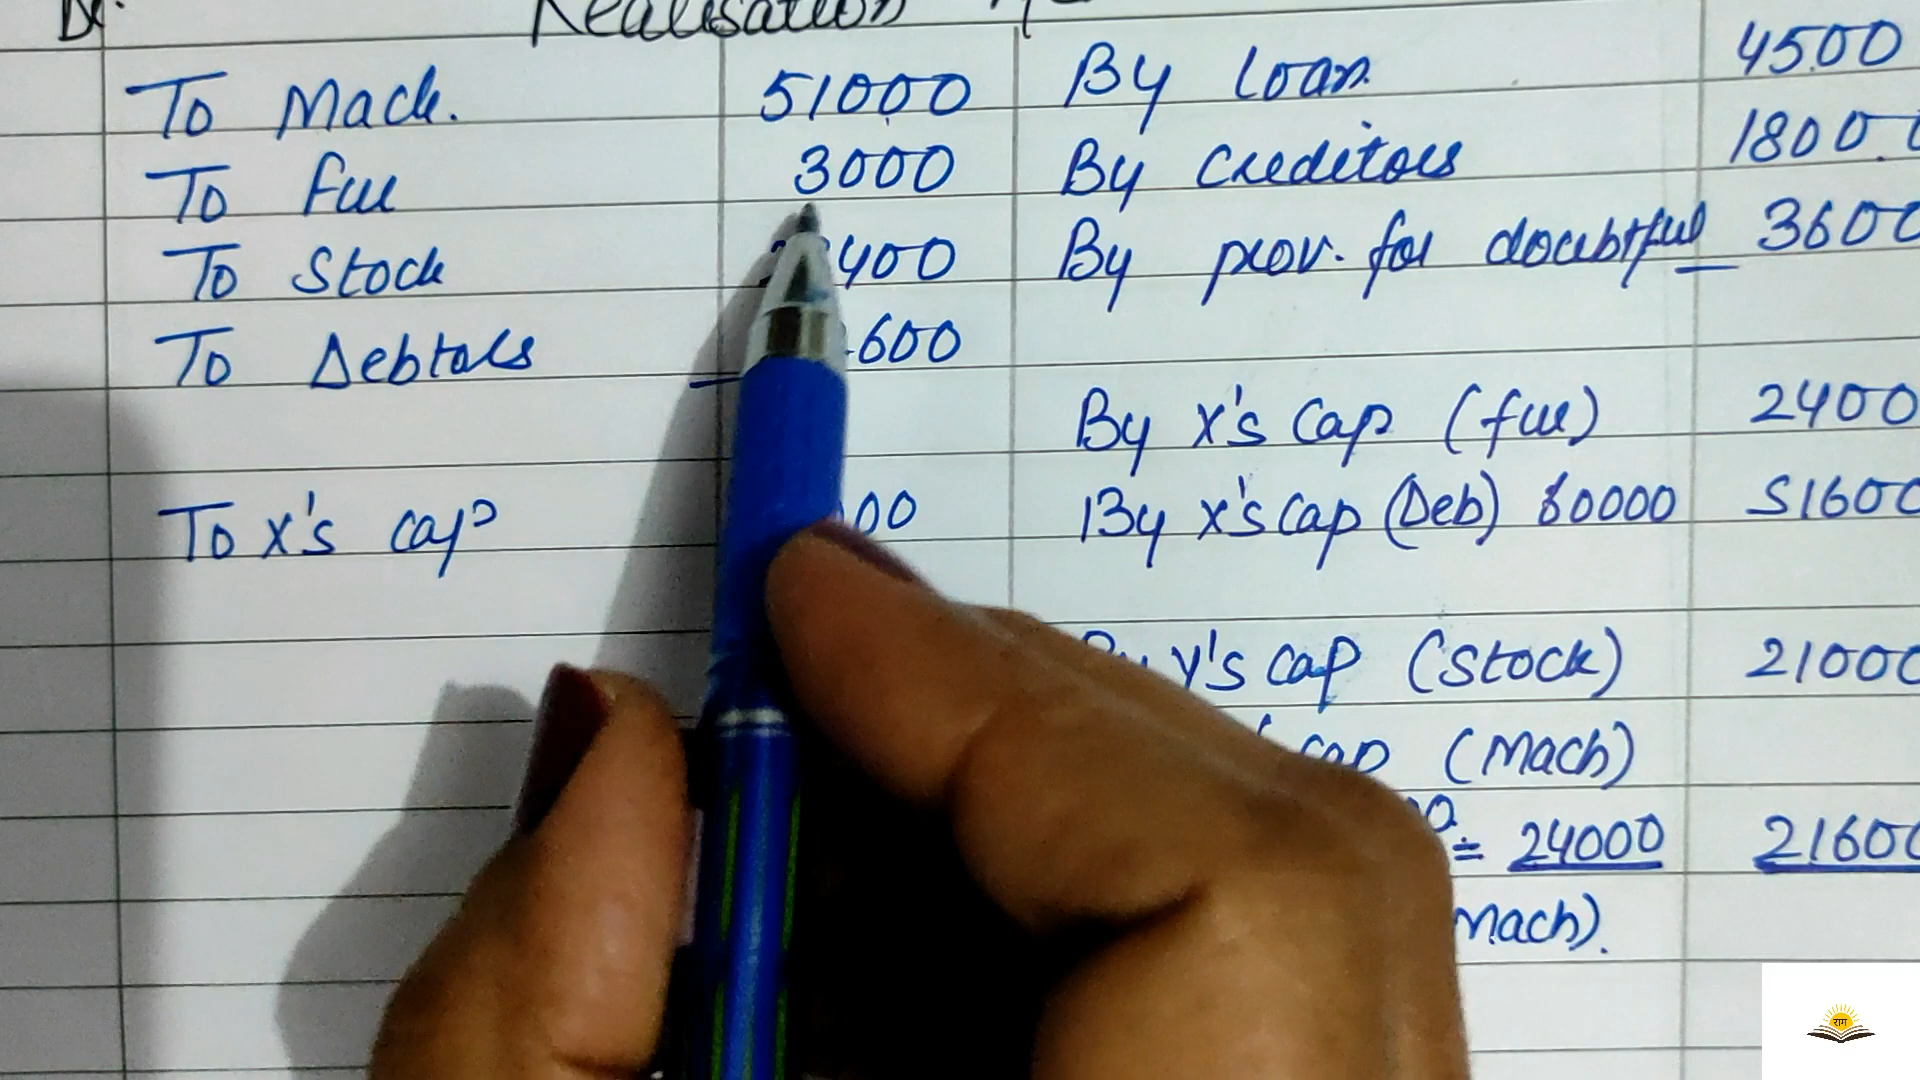 Dr. Realisation A/c
To Mach. 51000 By Loan 4500
To Fur 3000 By Creditors 1800
To Stock 400 By prov. for doubtful 3600
To Debtors 600
By X's Cap (fur) 2400
To X's cap 00 By X's Cap (Deb) 80000 51600
By Y's Cap (Stock) 21000
Cap (Mach)
= 24000 21600
Mach).
राम